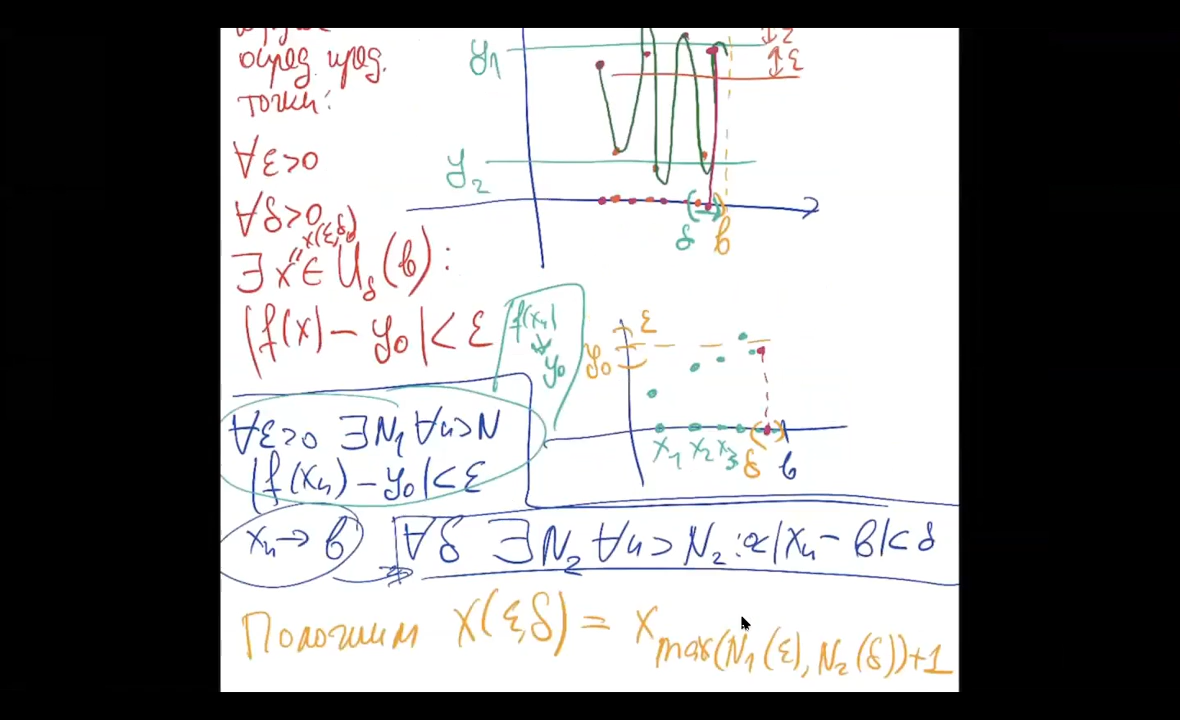 опред. пред.
точки:
∀ε>0
∀δ>0
x(ε,δ)
∃ x ∈ U_δ(b):
|f(x) - y₀| < ε
y₁
ε
y₂
δ
b
f(xₙ)
↓
y₀
ε
y₀
x₁ x₂ x₃ δ b
∀ε>0 ∃N₁ ∀n>N
|f(xₙ) - y₀| < ε
xₙ → b
∀δ ∃N₂ ∀n>N₂: |xₙ - b| < δ
Положим x(ε,δ) = x_max(N₁(ε), N₂(δ))+1